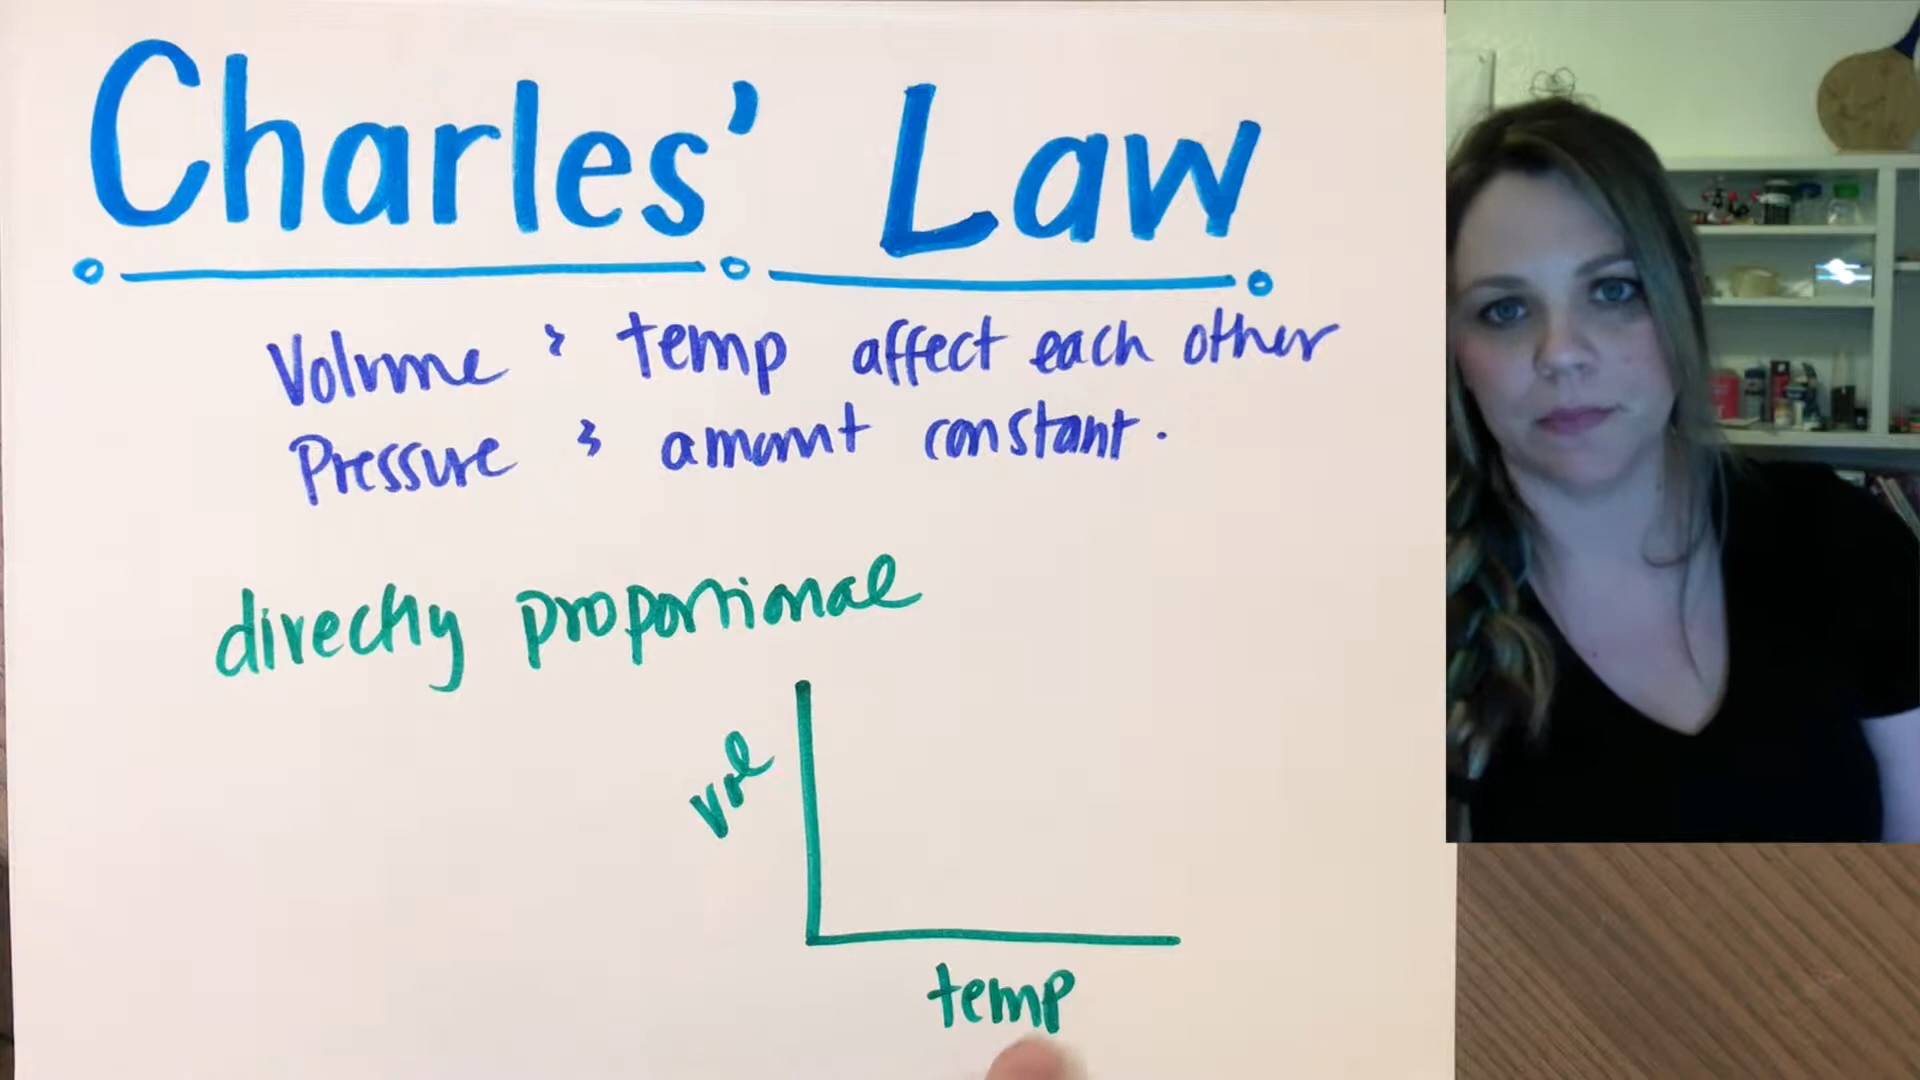 Charles' Law
Volume & temp affect each other
Pressure & amount constant.
directly proportional
vol
temp